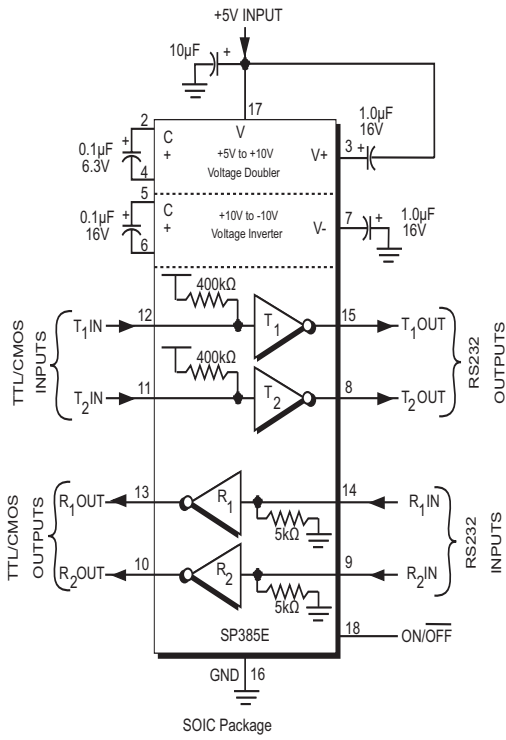 +5V INPUT
10µF
+
17
2
V
1.0µF
16V
C
+
+5V to +10V
Voltage Doubler
V+
3
+
0.1µF
6.3V
+
4
5
C
+
+10V to -10V
Voltage Inverter
V-
7
+
1.0µF
16V
0.1µF
16V
+
6
400kΩ
TTL/CMOS
INPUTS
T1IN
12
T1
15
T1OUT
RS232
OUTPUTS
400kΩ
T2IN
11
T2
8
T2OUT
TTL/CMOS
OUTPUTS
R1OUT
13
R1
14
R1IN
RS232
INPUTS
5kΩ
R2OUT
10
R2
9
R2IN
5kΩ
SP385E
18
ON/OFF
GND
16
SOIC Package